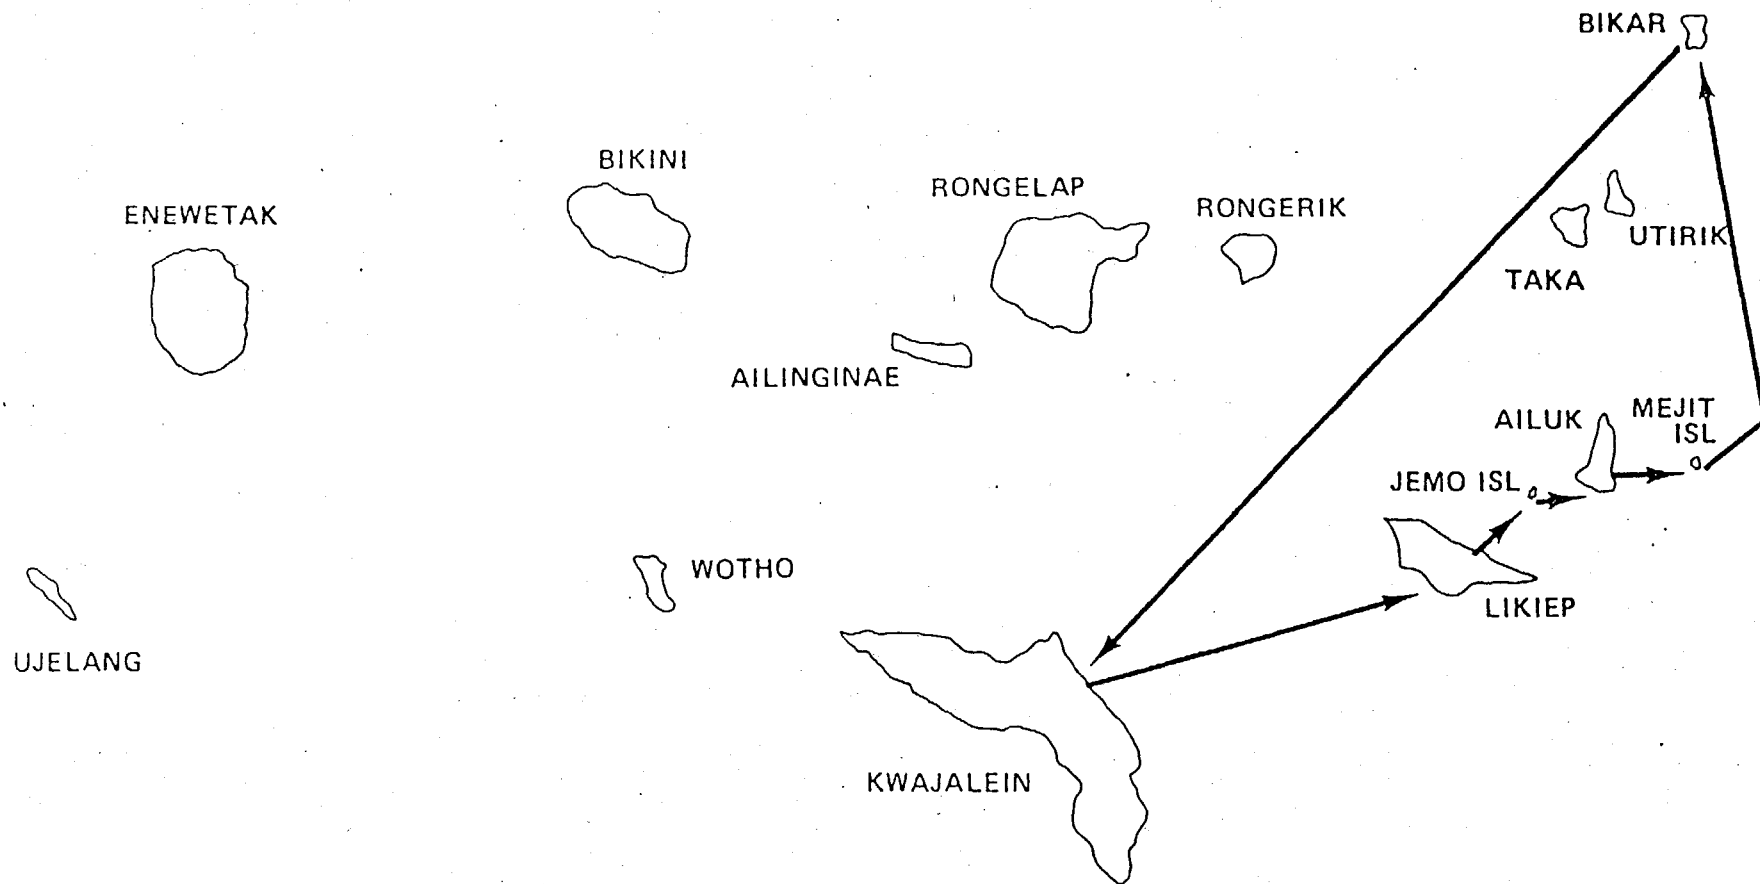 BIKAR
BIKINI
RONGELAP
RONGERIK
ENEWETAK
UTIRIK
TAKA
AILINGINAE
MEJIT
ISL
AILUK
JEMO ISL
WOTHO
LIKIEP
UJELANG
KWAJALEIN